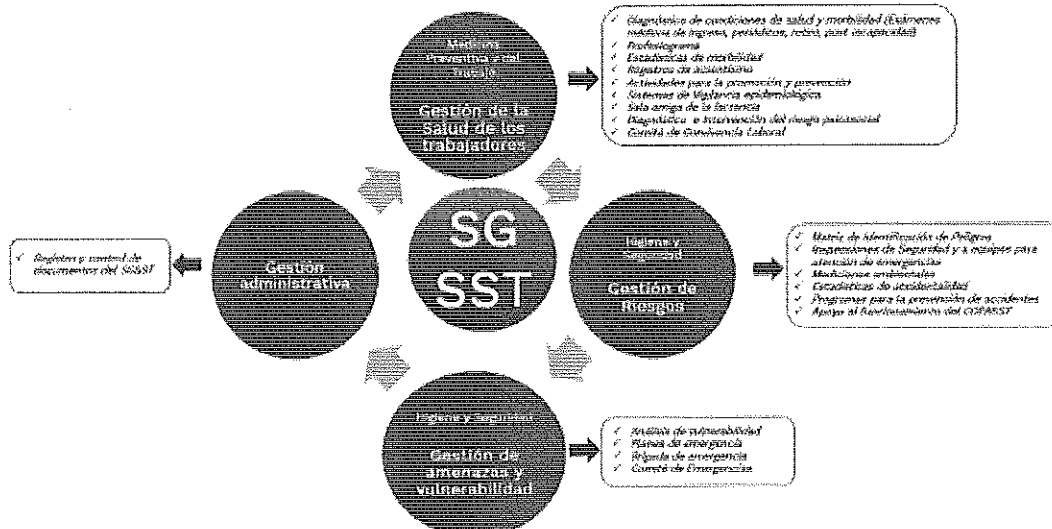 Medicina
Preventiva y del
Trabajo
Gestión de la
Salud de los
trabajadores
✓ Diagnóstico de condiciones de salud y morbilidad (Exámenes
médicos de ingreso, periódicos, retiro, post incapacidad)
✓ Profesiograma
✓ Estadísticas de morbilidad
✓ Registros de ausentismo
✓ Actividades para la promoción y prevención
✓ Sistemas de Vigilancia epidemiológica
✓ Sala amiga de la lactancia
✓ Diagnóstico e Intervención del riesgo psicosocial
✓ Comité de Convivencia Laboral
SG
SST
Higiene y
Seguridad
Gestión de
Riesgos
✓ Matriz de Identificación de Peligros
✓ Inspecciones de Seguridad y a equipos para
atención de emergencias
✓ Mediciones ambientales
✓ Estadísticas de accidentalidad
✓ Programas para la prevención de accidentes
✓ Apoyo al funcionamiento del COPASST
Gestión
administrativa
✓ Registro y control de
documentos del SGSST
Higiene y Seguridad
Gestión de
amenazas y
vulnerabilidad
✓ Análisis de vulnerabilidad
✓ Planes de emergencia
✓ Brigada de emergencia
✓ Comité de Emergencias